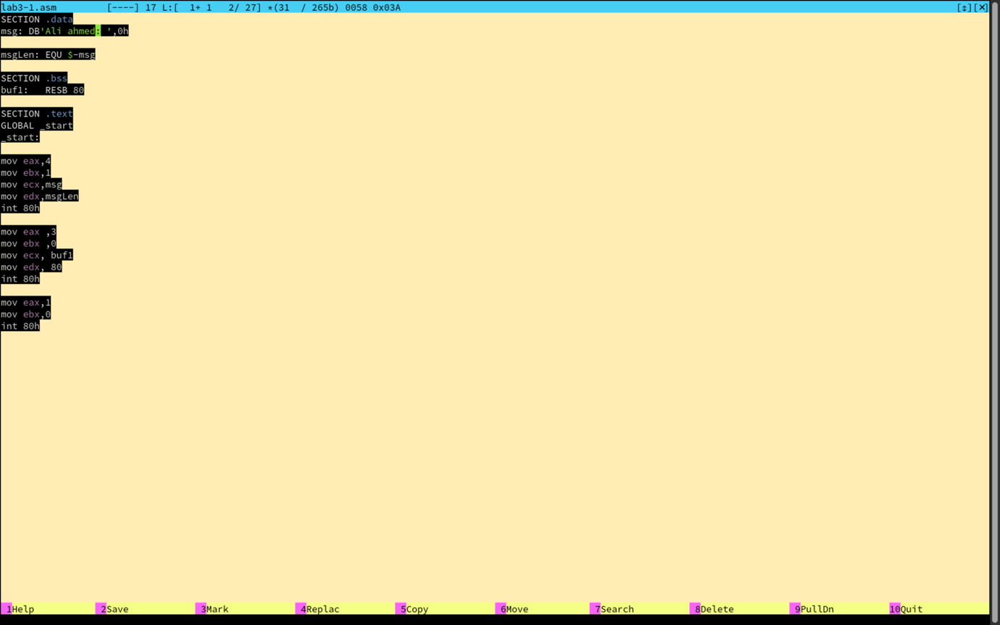 lab3-1.asm [----] 17 L:[ 1+ 1 2/ 27] *(31 / 265b) 0058 0x03A [↕][✕]
SECTION .data
msg: DB'Ali ahmed: ',0h
msgLen: EQU $-msg
SECTION .bss
buf1: RESB 80
SECTION .text
GLOBAL _start
_start:
mov eax,4
mov ebx,1
mov ecx,msg
mov edx,msgLen
int 80h
mov eax ,3
mov ebx ,0
mov ecx, buf1
mov edx, 80
int 80h
mov eax,1
mov ebx,0
int 80h
1Help 2Save 3Mark 4Replac 5Copy 6Move 7Search 8Delete 9PullDn 10Quit